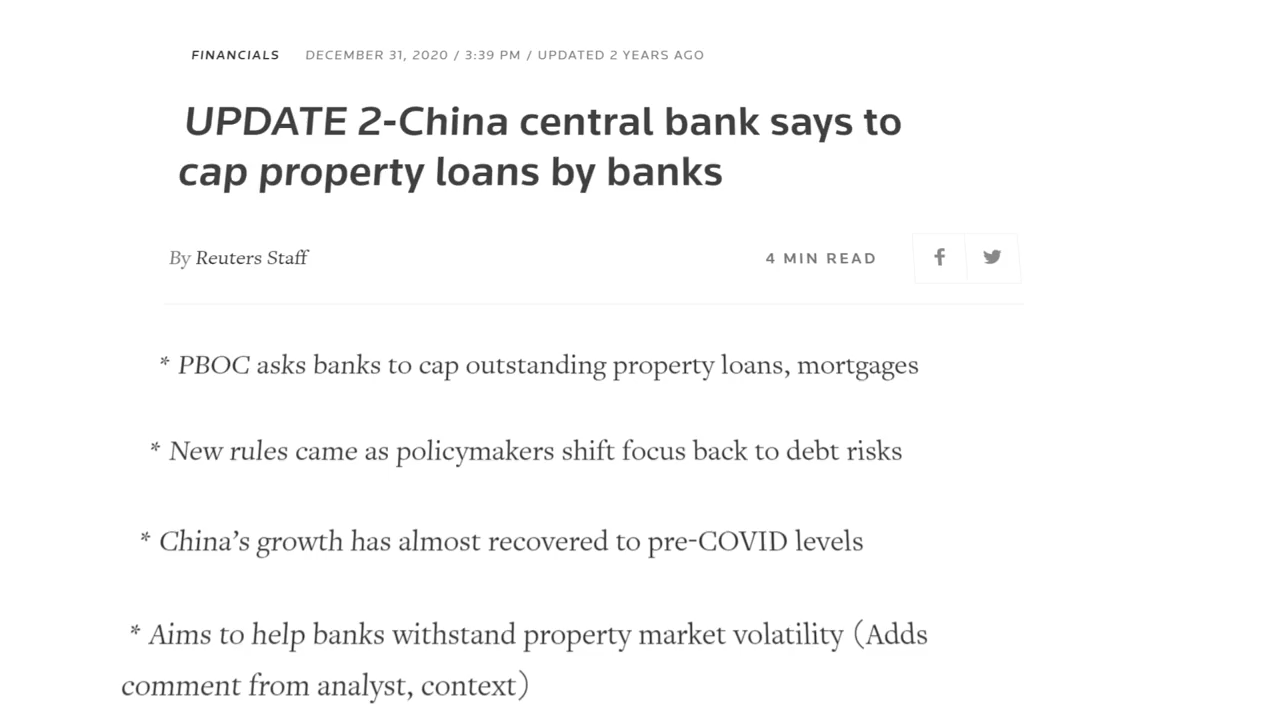 FINANCIALS DECEMBER 31, 2020 / 3:39 PM / UPDATED 2 YEARS AGO
UPDATE 2-China central bank says to
cap property loans by banks
By Reuters Staff 4 MIN READ
* PBOC asks banks to cap outstanding property loans, mortgages
* New rules came as policymakers shift focus back to debt risks
* China’s growth has almost recovered to pre-COVID levels
* Aims to help banks withstand property market volatility (Adds
comment from analyst, context)